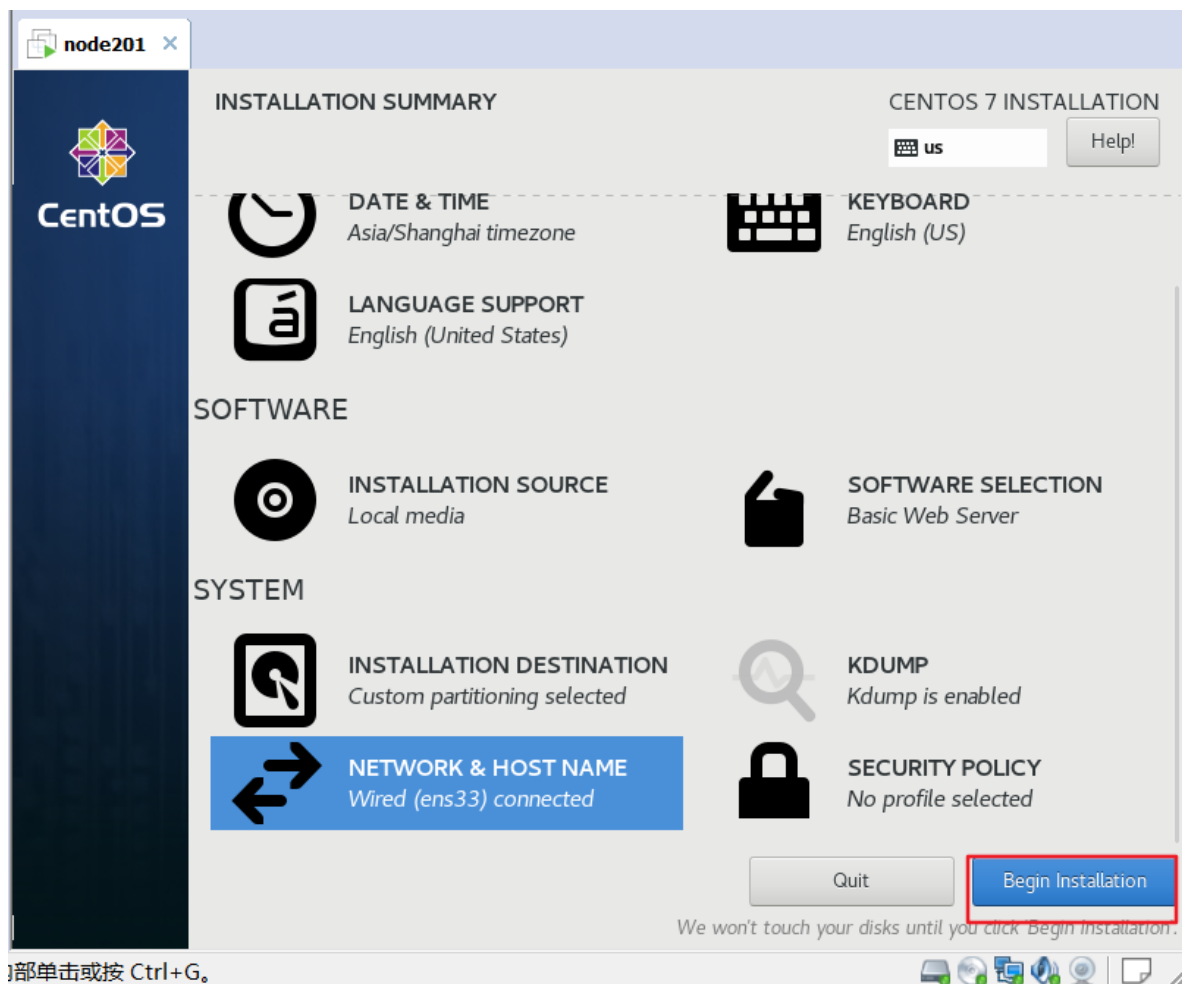 node201 ×
INSTALLATION SUMMARY
CENTOS 7 INSTALLATION
us
Help!
CentOS
DATE & TIME
Asia/Shanghai timezone
KEYBOARD
English (US)
á
LANGUAGE SUPPORT
English (United States)
SOFTWARE
INSTALLATION SOURCE
Local media
SOFTWARE SELECTION
Basic Web Server
SYSTEM
INSTALLATION DESTINATION
Custom partitioning selected
KDUMP
Kdump is enabled
NETWORK & HOST NAME
Wired (ens33) connected
SECURITY POLICY
No profile selected
Quit
Begin Installation
We won't touch your disks until you click 'Begin Installation'.
部单击或按 Ctrl+G。